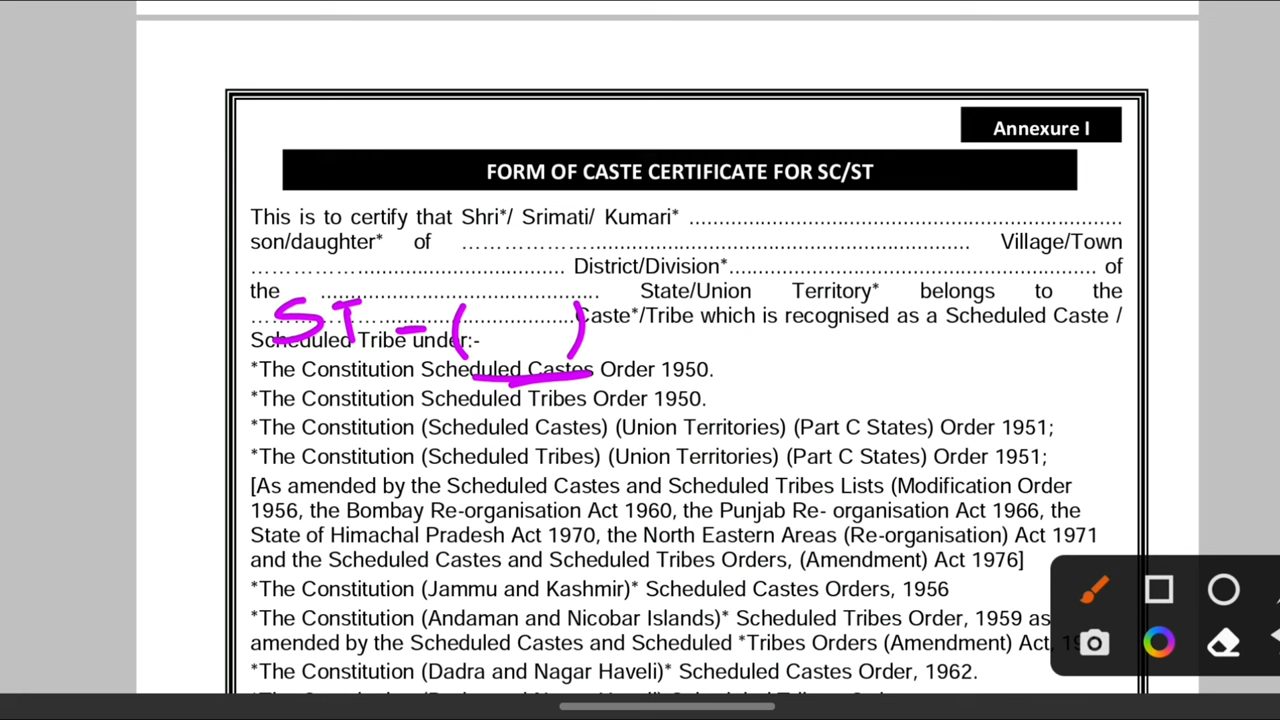 Annexure I
FORM OF CASTE CERTIFICATE FOR SC/ST
This is to certify that Shri*/ Srimati/ Kumari* ........................................................................
son/daughter* of ………………................................................................ Village/Town
……………................................... District/Division*.............................................................. of
the ............................................... State/Union Territory* belongs to the
ST - ( )
....................................................Caste*/Tribe which is recognised as a Scheduled Caste /
Scheduled Tribe under:-
*The Constitution Scheduled Castes Order 1950.
*The Constitution Scheduled Tribes Order 1950.
*The Constitution (Scheduled Castes) (Union Territories) (Part C States) Order 1951;
*The Constitution (Scheduled Tribes) (Union Territories) (Part C States) Order 1951;
[As amended by the Scheduled Castes and Scheduled Tribes Lists (Modification Order
1956, the Bombay Re-organisation Act 1960, the Punjab Re- organisation Act 1966, the
State of Himachal Pradesh Act 1970, the North Eastern Areas (Re-organisation) Act 1971
and the Scheduled Castes and Scheduled Tribes Orders, (Amendment) Act 1976]
*The Constitution (Jammu and Kashmir)* Scheduled Castes Orders, 1956
*The Constitution (Andaman and Nicobar Islands)* Scheduled Tribes Order, 1959 as
amended by the Scheduled Castes and Scheduled *Tribes Orders (Amendment) Act,
*The Constitution (Dadra and Nagar Haveli)* Scheduled Castes Order, 1962.